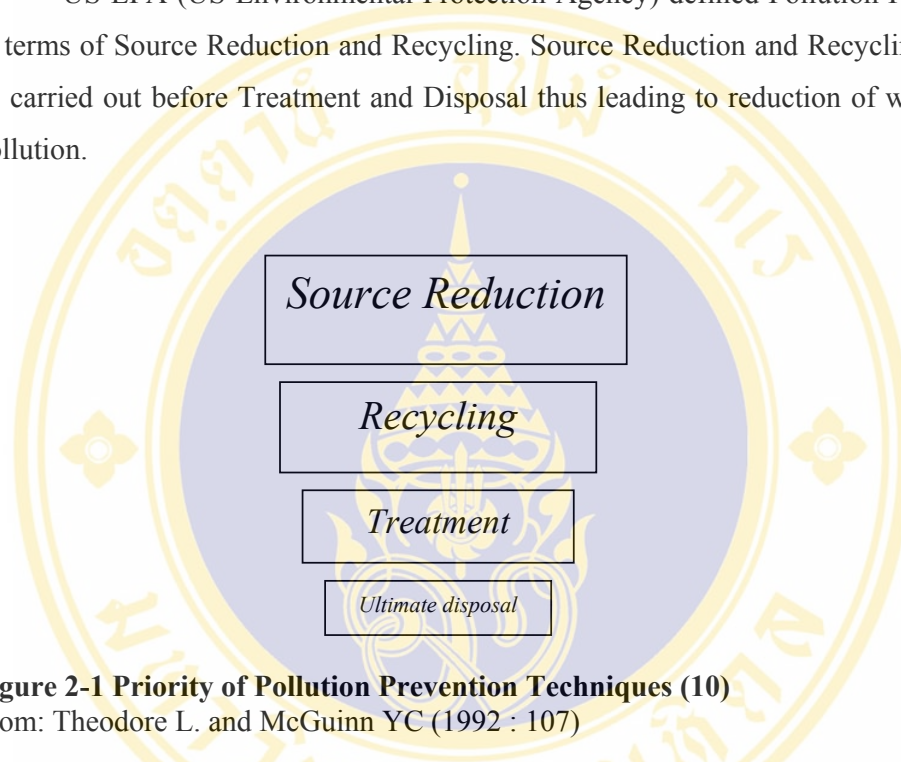 US EPA (US Environmental Protection Agency) defined Pollution
terms of Source Reduction and Recycling. Source Reduction and
carried out before Treatment and Disposal thus leading to reduction of
Source Reduction
Recycling
Treatment
Ultimate disposal
Figure 2-1 Priority of Pollution Prevention Techniques (10)
Theodore L. and McGuinn YC (1992 : 107)